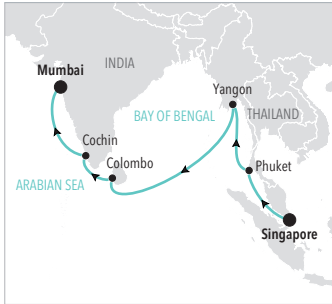 INDIA
Mumbai
Yangon
BAY OF BENGAL
THAILAND
Cochin
Colombo
Phuket
ARABIAN SEA
Singapore